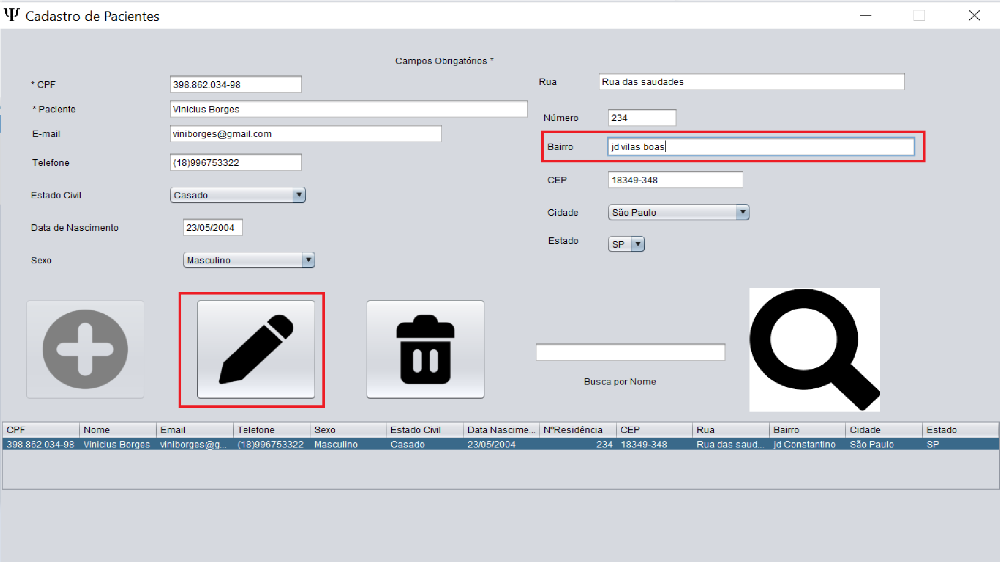 Ψ Cadastro de Pacientes
Campos Obrigatórios *
* CPF 398.862.034-98
* Paciente Vinicius Borges
E-mail viniborges@gmail.com
Telefone (18)996753322
Estado Civil Casado
Data de Nascimento 23/05/2004
Sexo Masculino
Rua Rua das saudades
Número 234
Bairro jd vilas boas
CEP 18349-348
Cidade São Paulo
Estado SP
Busca por Nome
CPF Nome Email Telefone Sexo Estado Civil Data Nascime... NºResidência CEP Rua Bairro Cidade Estado
398.862.034-98 Vinicius Borges viniborges@g... (18)996753322 Masculino Casado 23/05/2004 234 18349-348 Rua das saud... jd Constantino São Paulo SP